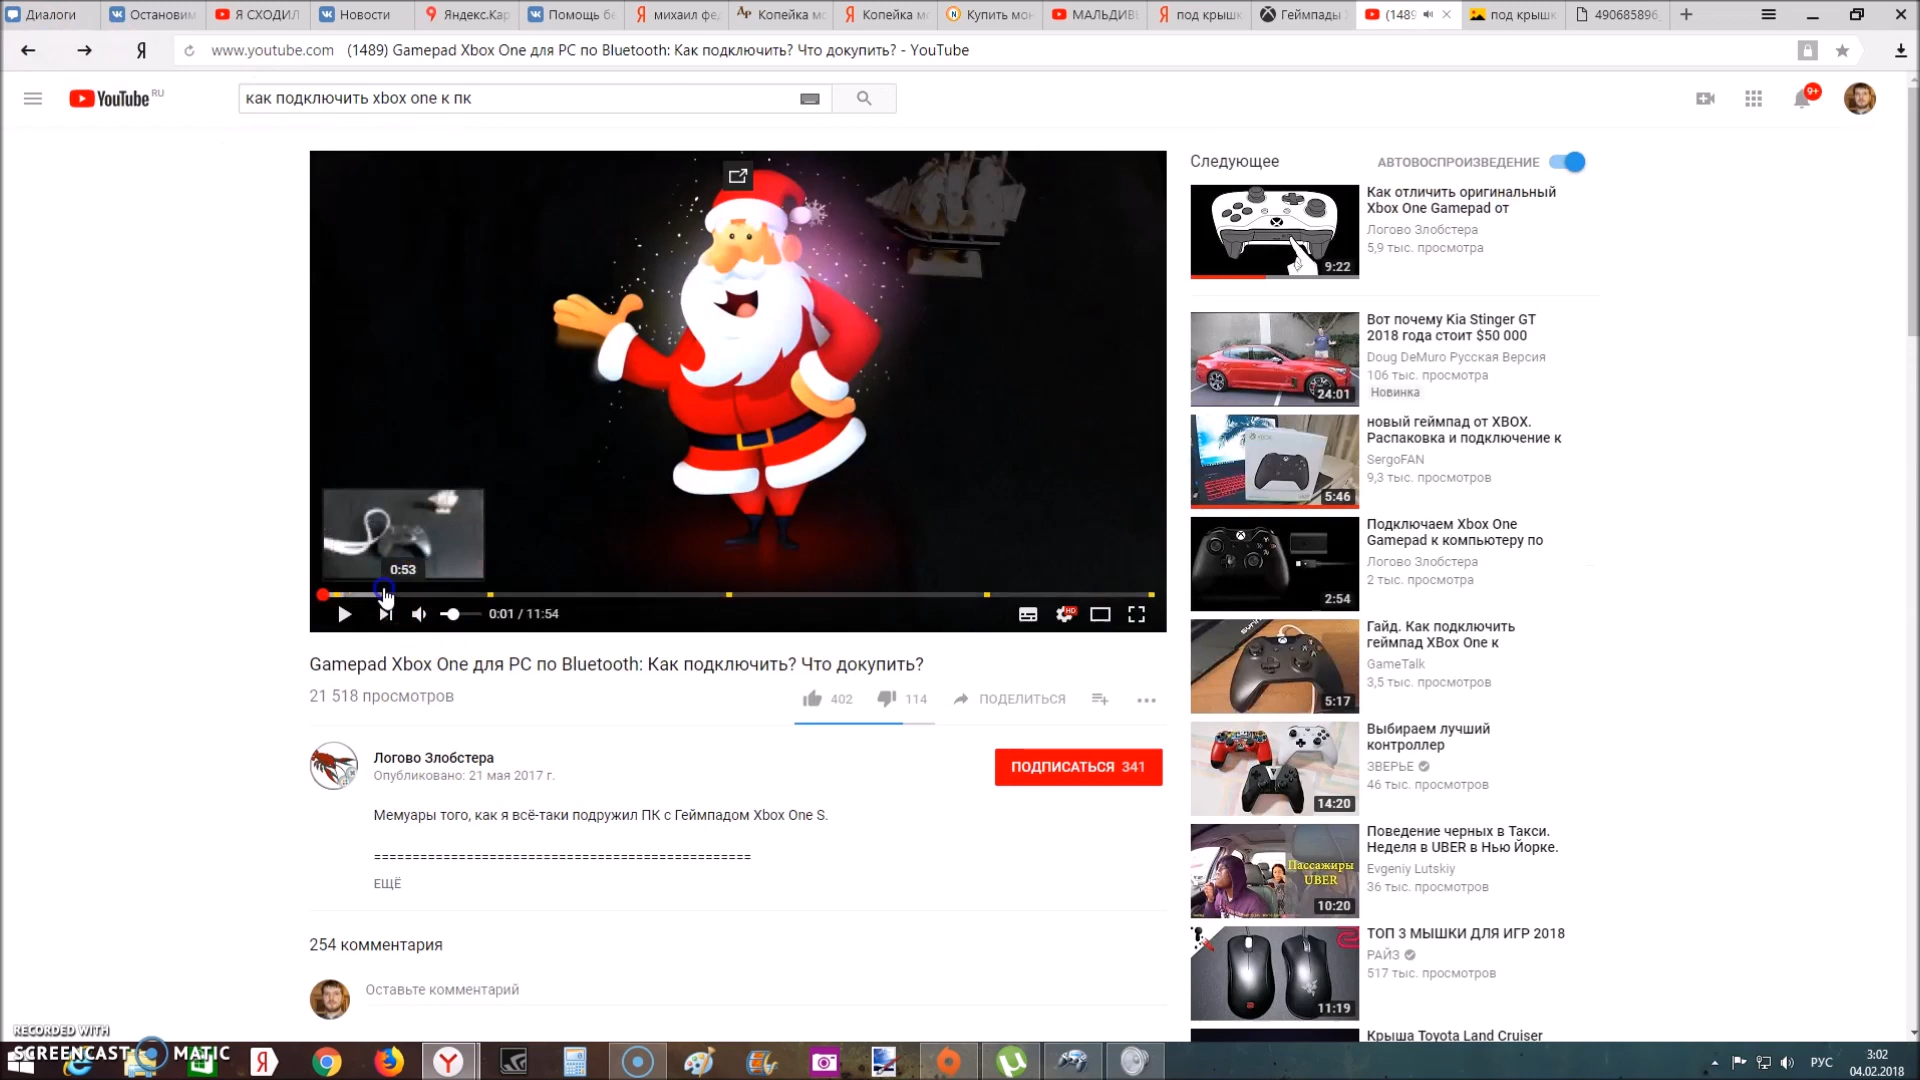 Диалоги
Остановим
Я СХОДИЛ
Новости
Яндекс.Кар
Помощь бе
михаил фе
Копейка мо
Копейка мо
Купить мон
МАЛЬДИВЫ
под крышк
Геймпады
(1489)
под крышк
490685896_
www.youtube.com (1489) Gamepad Xbox One для PC по Bluetooth: Как подключить? Что докупить? - YouTube
YouTube RU
как подключить xbox one к пк
9+
0:53
0:01 / 11:54
HD
Gamepad Xbox One для PC по Bluetooth: Как подключить? Что докупить?
21 518 просмотров
402
114
ПОДЕЛИТЬСЯ
Логово Злобстера
Опубликовано: 21 мая 2017 г.
ПОДПИСАТЬСЯ 341
Мемуары того, как я всё-таки подружил ПК с Геймпадом Xbox One S.
=================================================
ЕЩЁ
254 комментария
Оставьте комментарий
Следующее
АВТОВОСПРОИЗВЕДЕНИЕ
Как отличить оригинальный
Xbox One Gamepad от
Логово Злобстера
5,9 тыс. просмотра
9:22
Вот почему Kia Stinger GT
2018 года стоит $50 000
Doug DeMuro Русская Версия
106 тыс. просмотра
Новинка
24:01
новый геймпад от XBOX.
Распаковка и подключение к
SergoFAN
9,3 тыс. просмотров
5:46
Подключаем Xbox One
Gamepad к компьютеру по
Логово Злобстера
2 тыс. просмотра
2:54
Гайд. Как подключить
геймпад XBox One к
GameTalk
3,5 тыс. просмотров
5:17
Выбираем лучший
контроллер
ЗВЕРЬЕ
46 тыс. просмотров
14:20
Поведение черных в Такси.
Неделя в UBER в Нью Йорке.
Evgeniy Lutskiy
36 тыс. просмотров
Пассажиры
UBER
10:20
ТОП 3 МЫШКИ ДЛЯ ИГР 2018
РАЙЗ
517 тыс. просмотров
11:19
Крыша Toyota Land Cruiser
RECORDED WITH
SCREENCAST MATIC
РУС
3:02
04.02.2018